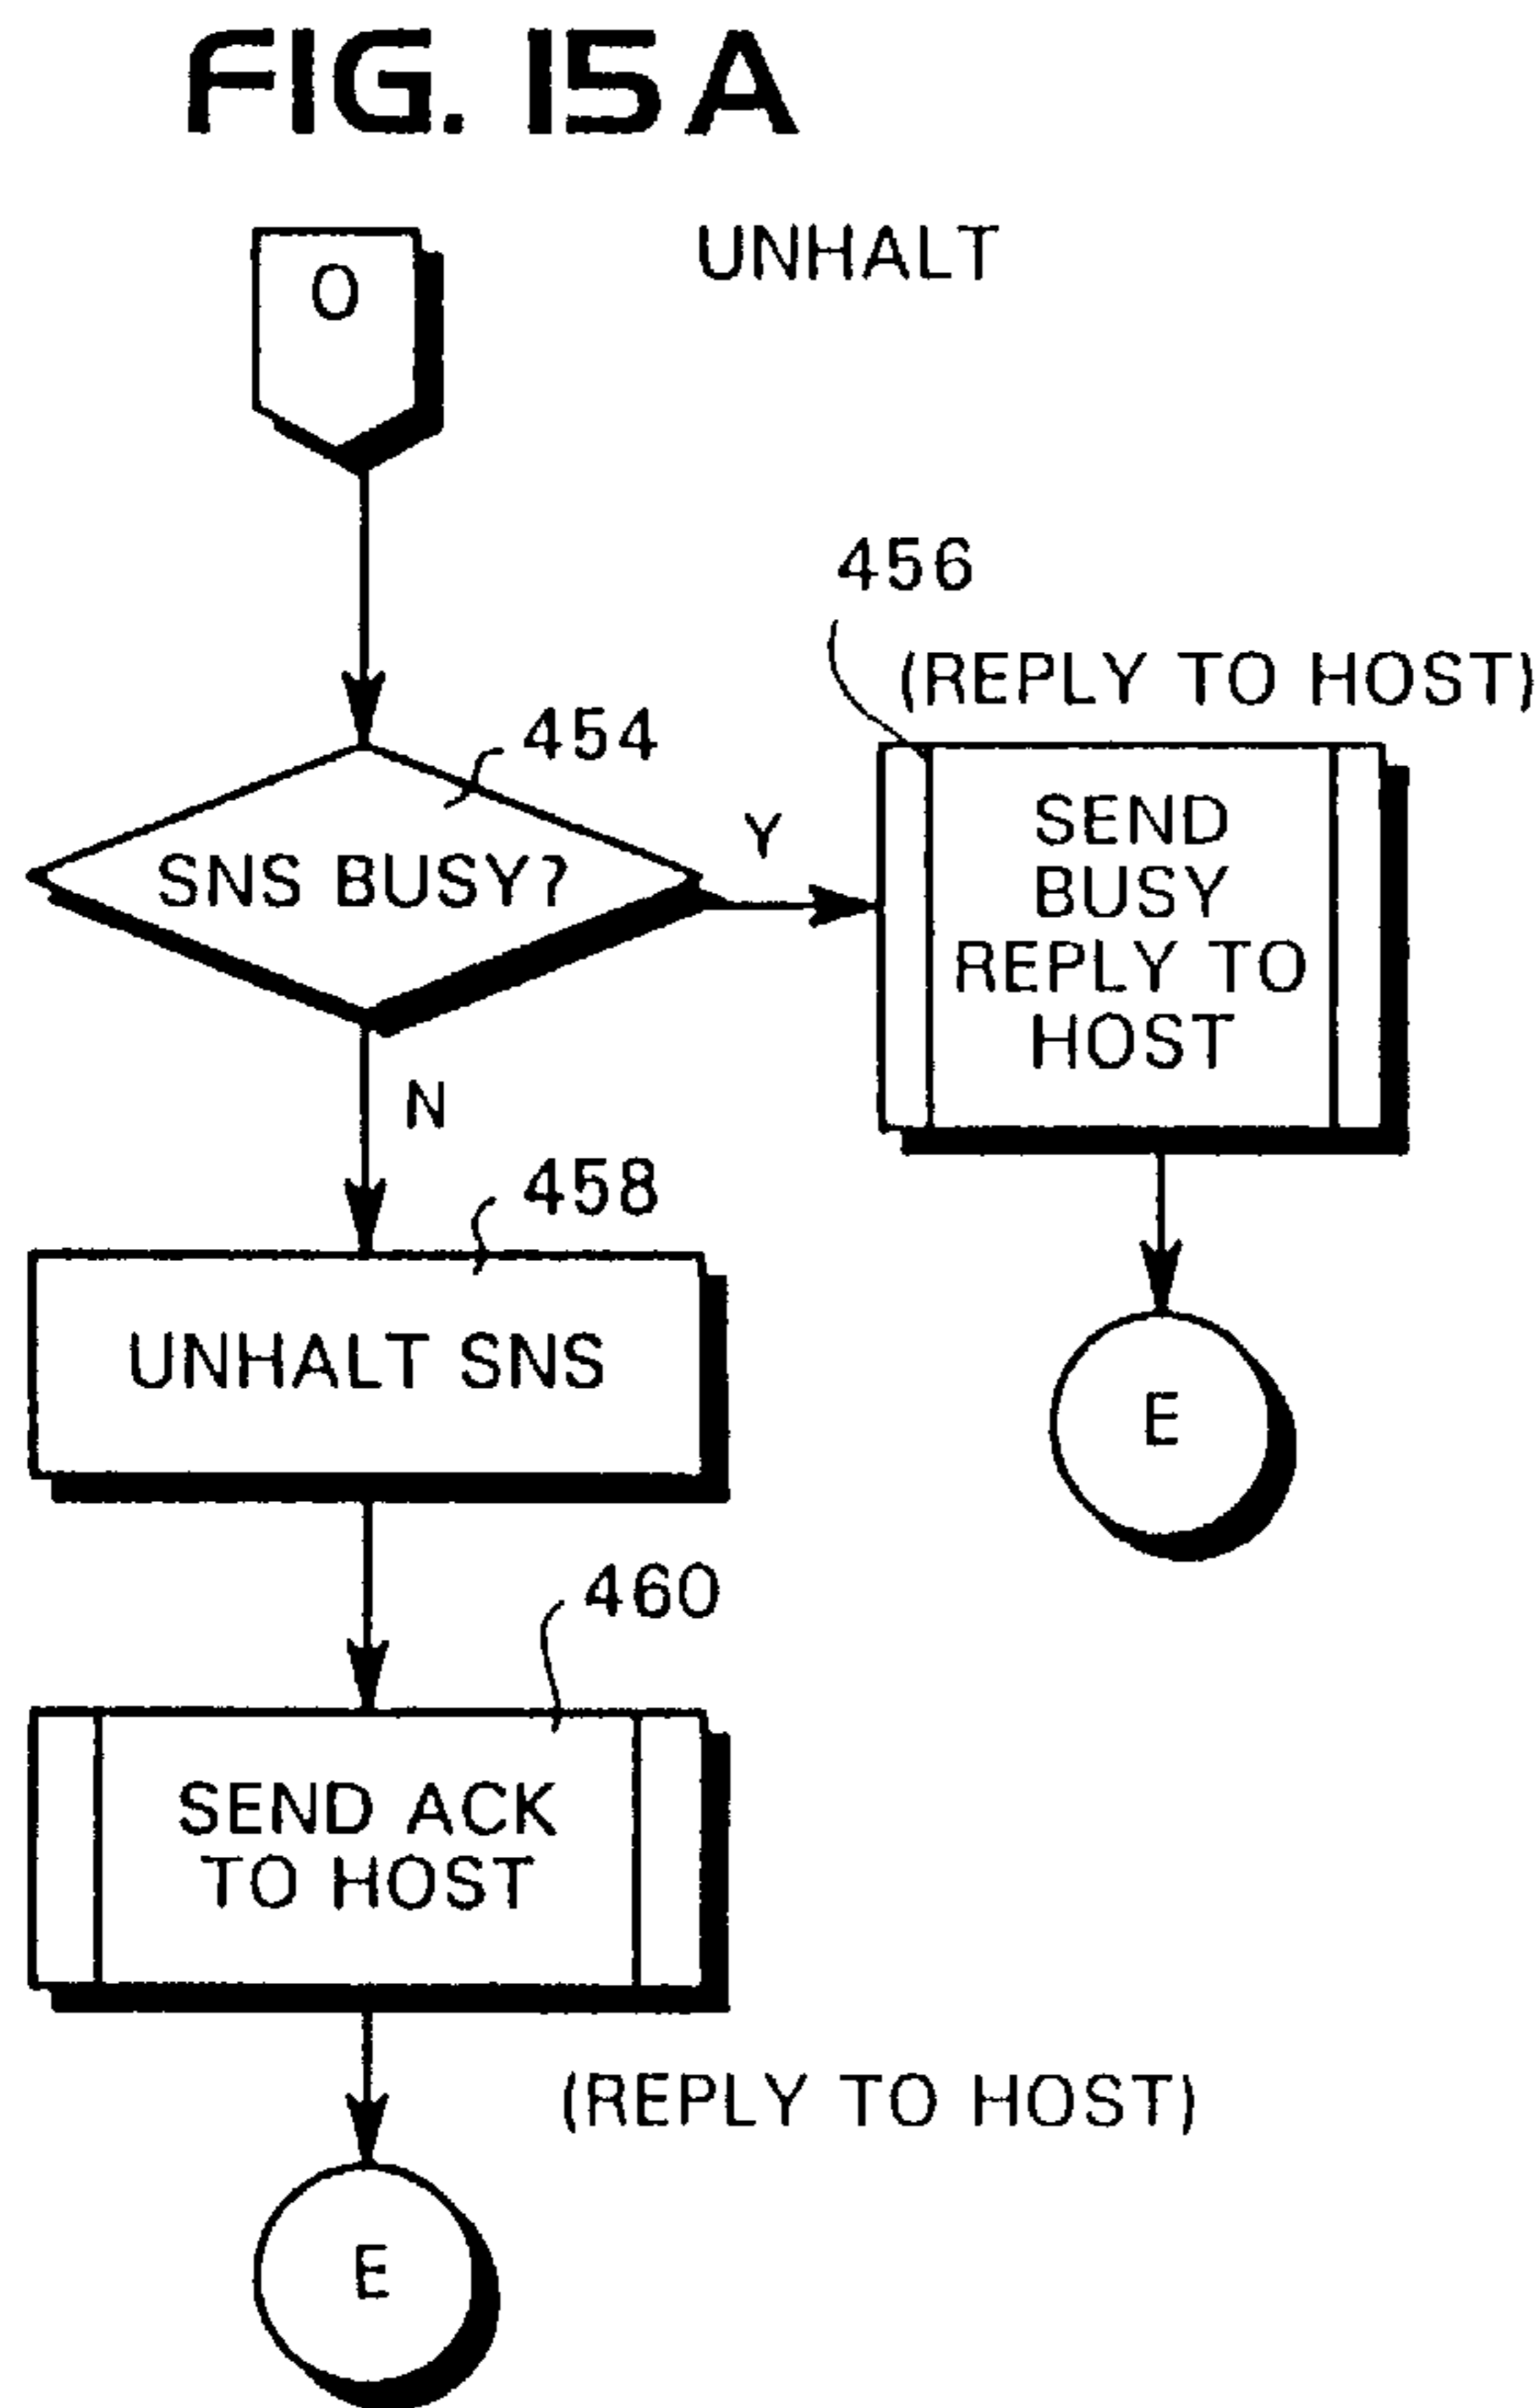 FIG. 15A
UNHALT
O
456
(REPLY TO HOST)
454
SNS BUSY?
Y
SEND
BUSY
REPLY TO
HOST
N
458
UNHALT SNS
E
460
SEND ACK
TO HOST
(REPLY TO HOST)
E